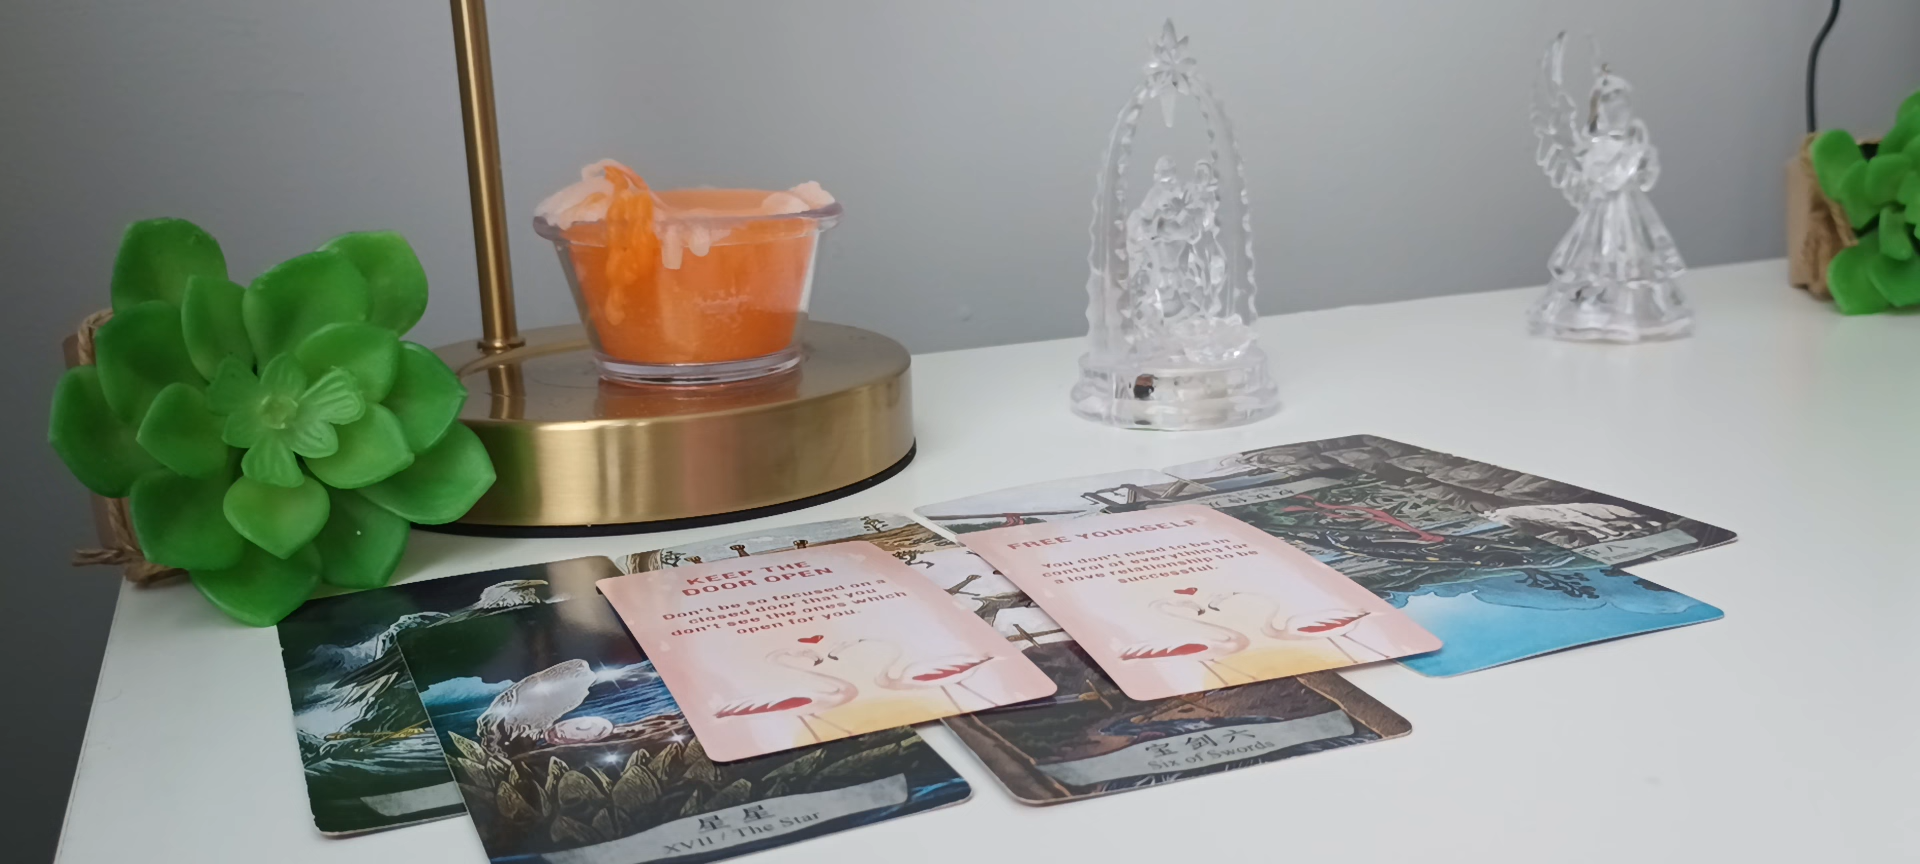 KEEP THE
DOOR OPEN
Don't be so focused on a
closed door that you
don't see the ones which
open for you.
FREE YOURSELF
You don't need to be in
control of everything for
a love relationship to be
successful.
宝剑六
Six of Swords
星星
XVII / The Star